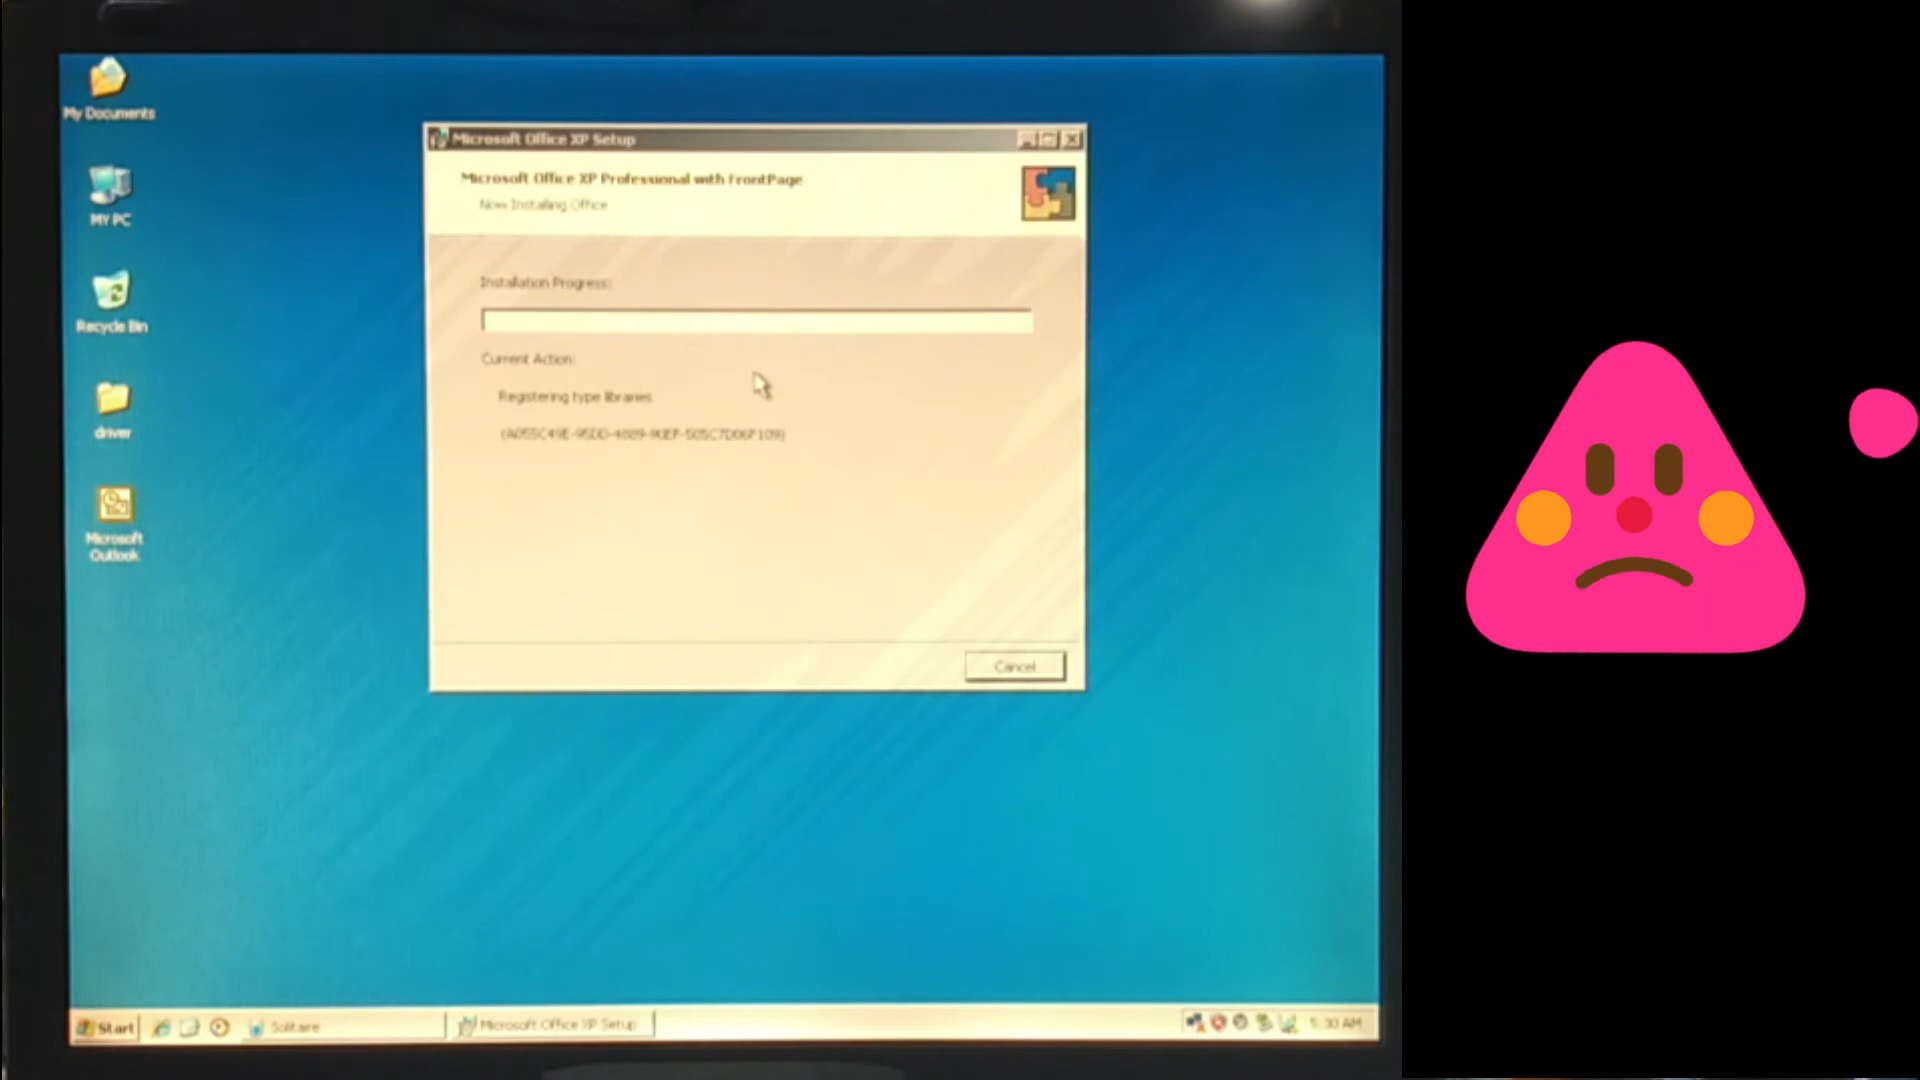 My Documents
MY PC
Recycle Bin
driver
Microsoft
Outlook
Microsoft Office XP Setup
Microsoft Office XP Professional with FrontPage
Now Installing Office
Installation Progress:
Current Action:
Registering type libraries
Cancel
Start
Solitaire
Microsoft Office XP Setup
5:30 AM